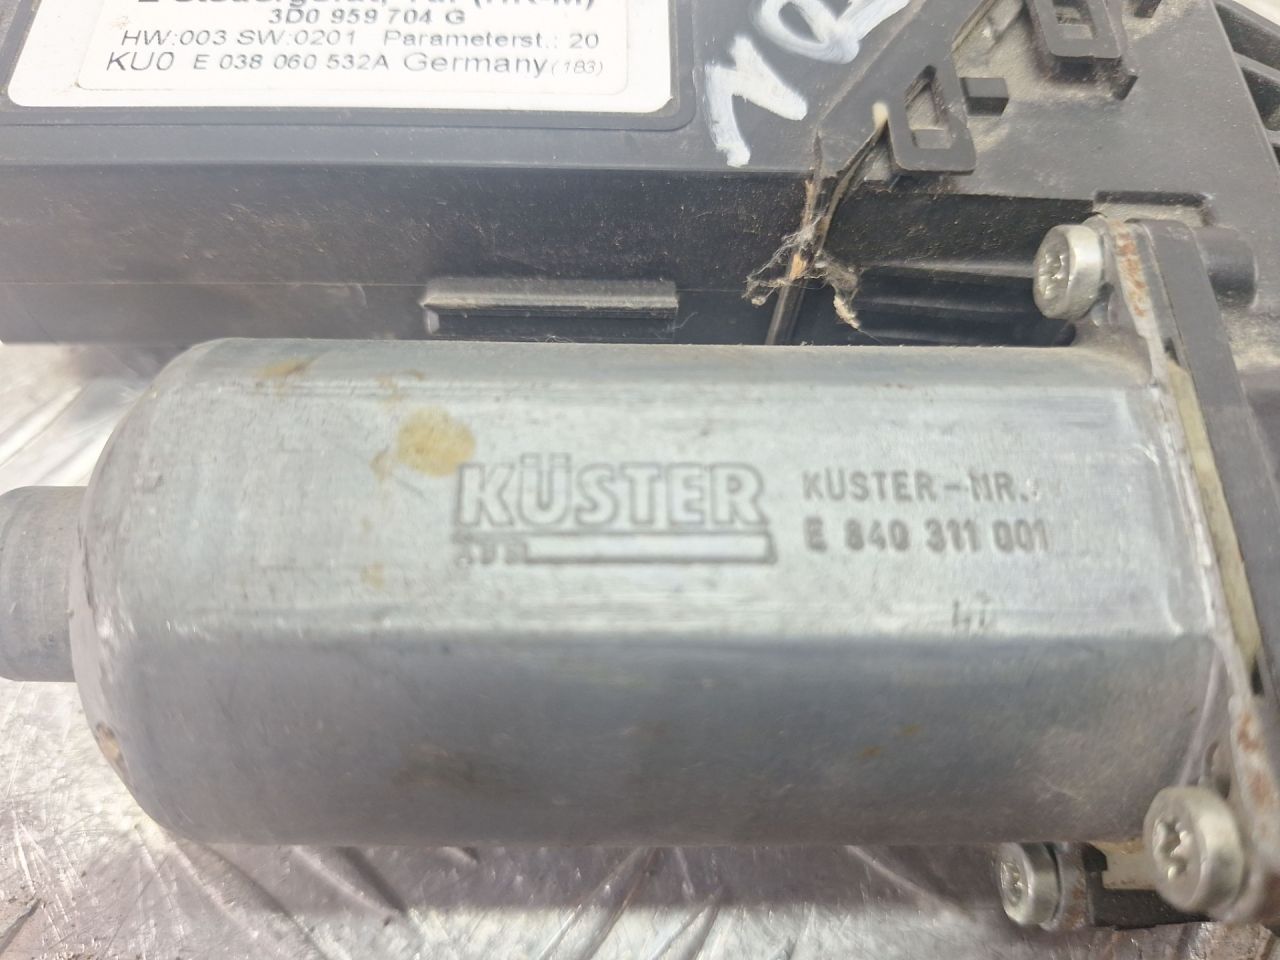 3D0 959 704 G
HW:003 SW:0201 Parameterst.: 20
KU0 E 038 060 532A Germany(183)
KÜSTER
KÜSTER-NR.
E 840 311 001